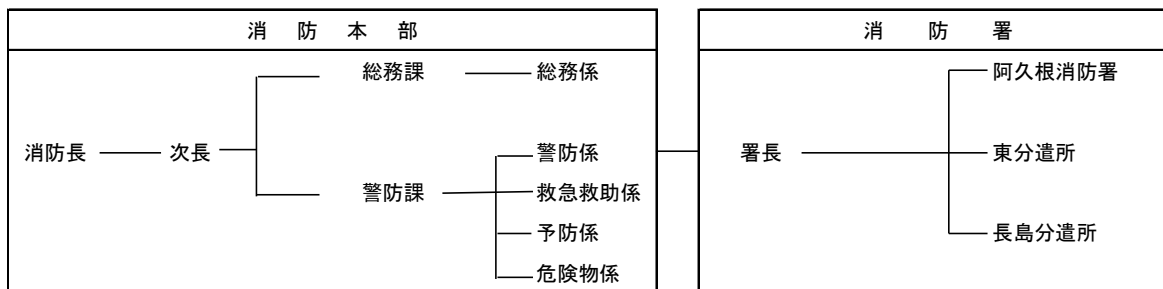 消防本部
総務課 総務係
消防長 次長 警防係
警防課 救急救助係
予防係
危険物係
消防署
阿久根消防署
署長 東分遣所
長島分遣所